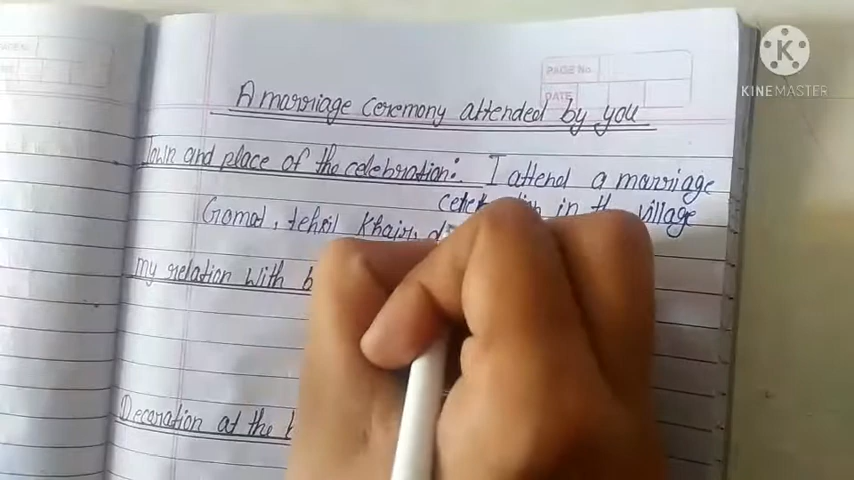 K
KINEMASTER
PAGE No.
DATE
A marriage ceremony attended by you
Town and place of the celebration:. I attend a marriage
in the village
Gomat, tehsil Khair,
my relation with
Decoration at the